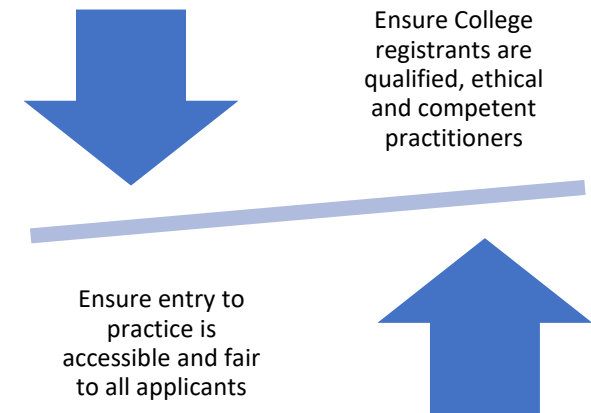 Ensure College
registrants are
qualified, ethical
and competent
practitioners
Ensure entry to
practice is
accessible and fair
to all applicants